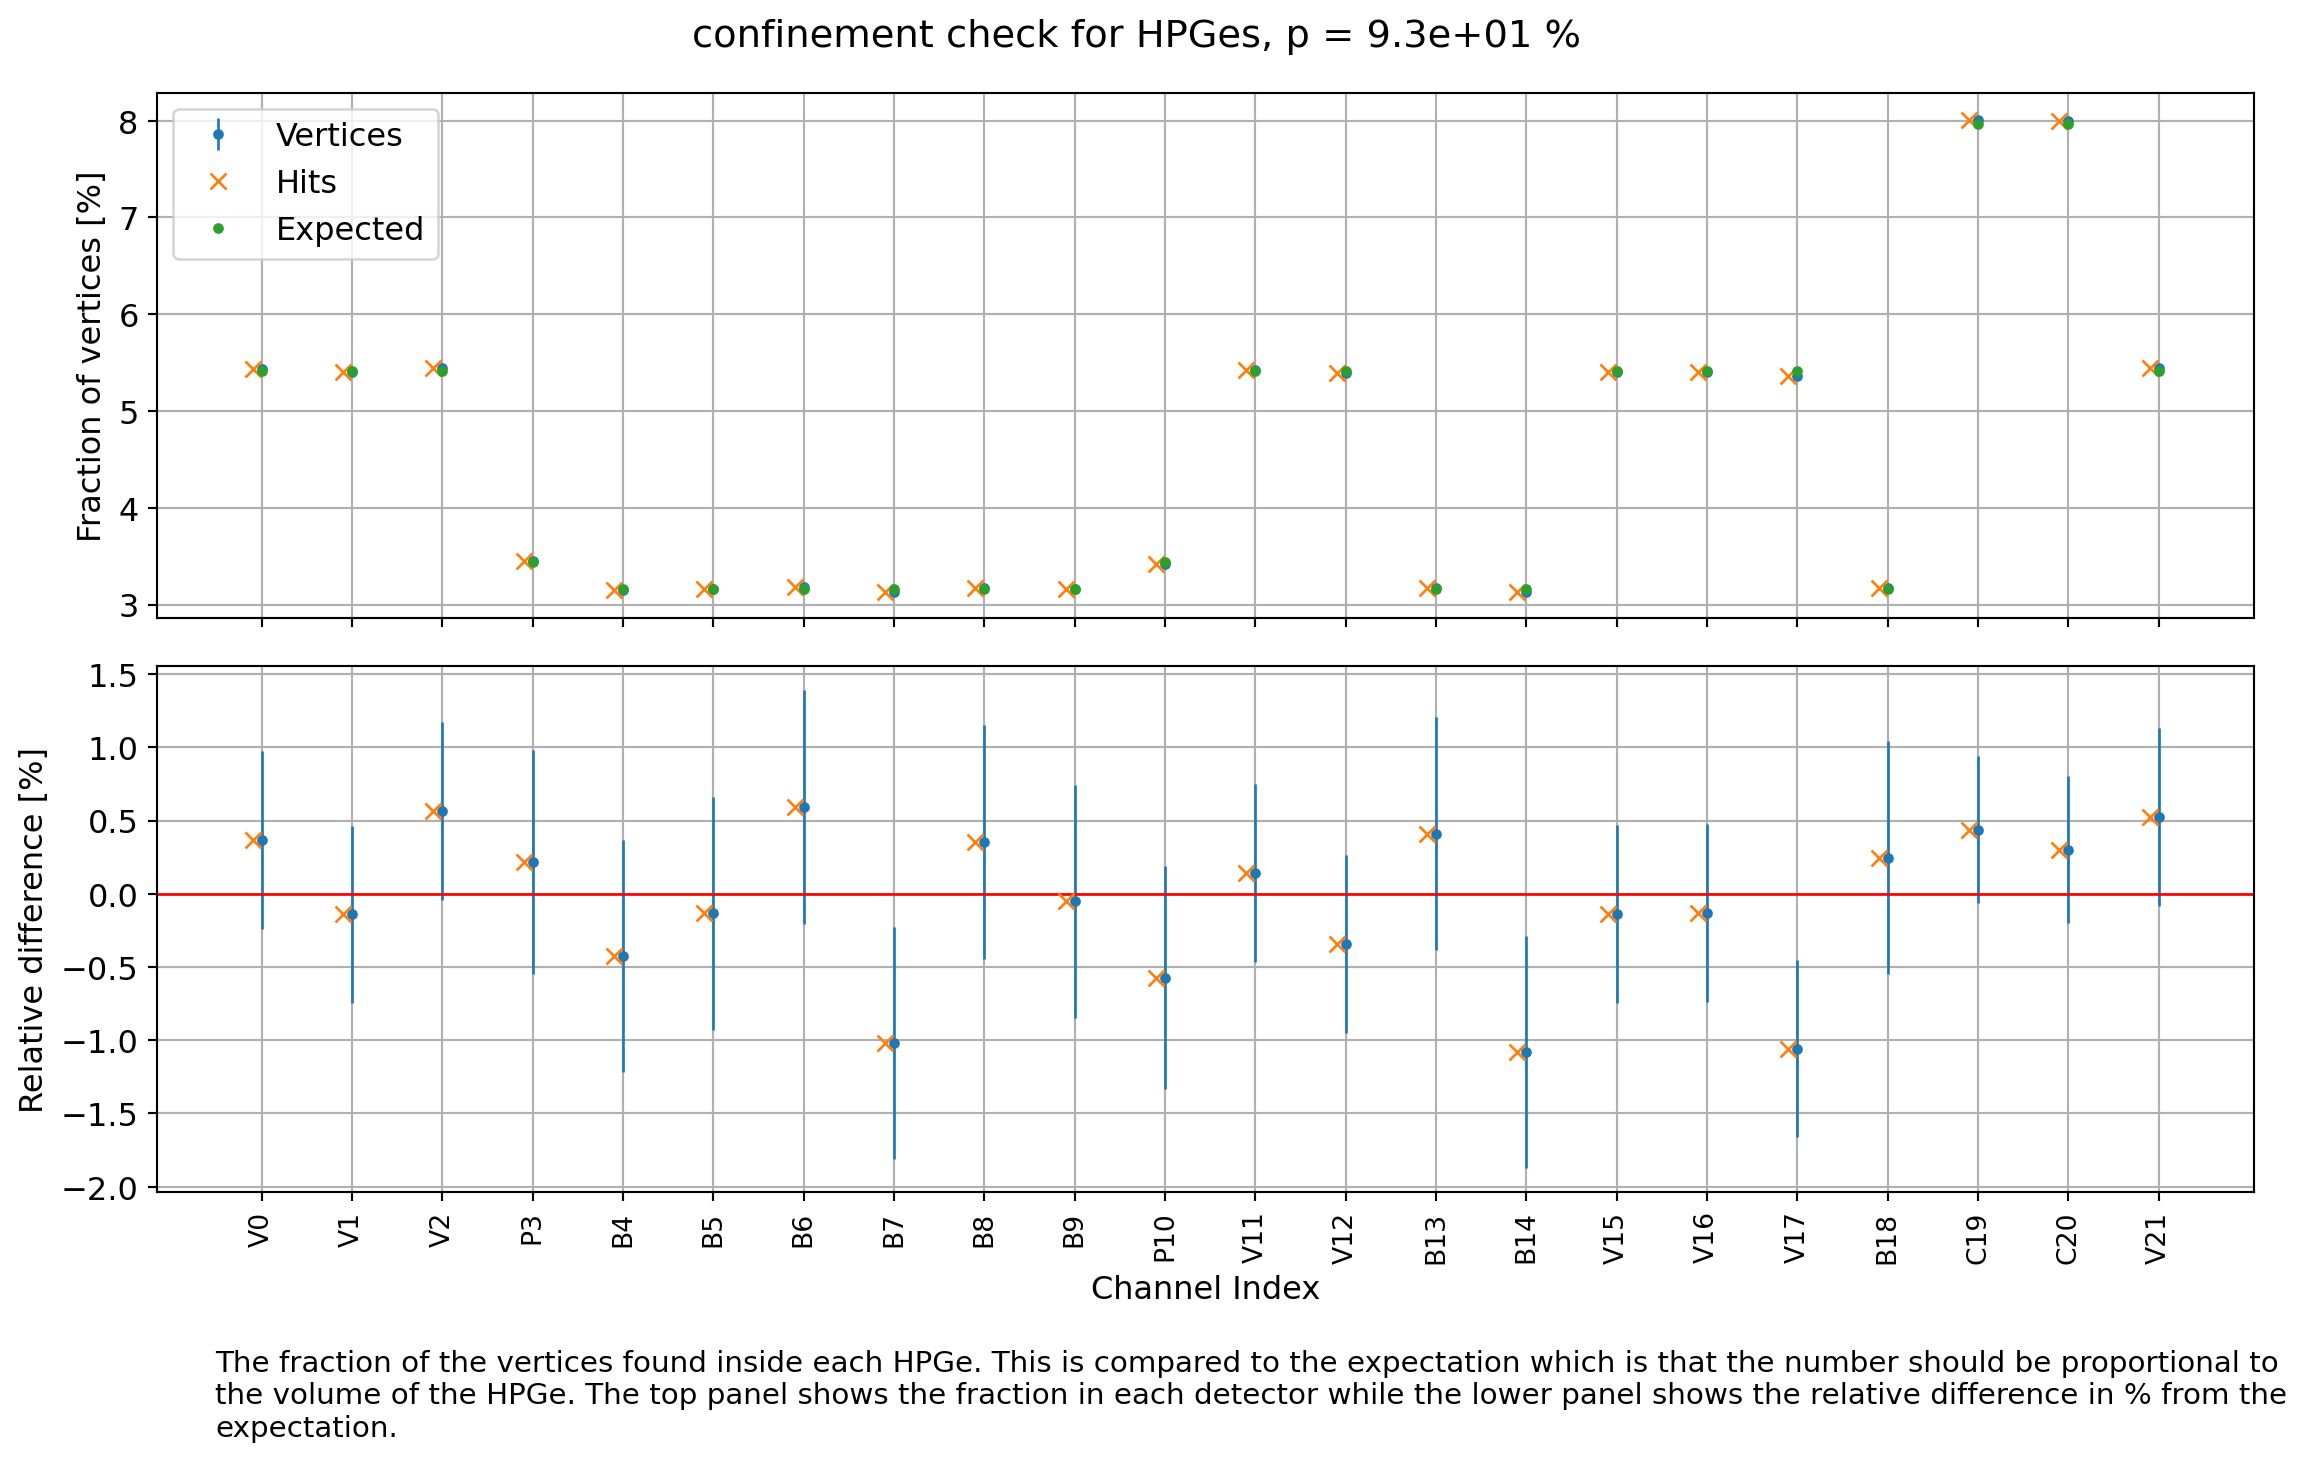 confinement check for HPGes, p = 9.3e+01 %
Fraction of vertices [%]
8
7
6
5
4
3
Vertices
Hits
Expected
Relative difference [%]
1.5
1.0
0.5
0.0
−0.5
−1.0
−1.5
−2.0
V0 V1 V2 P3 B4 B5 B6 B7 B8 B9 P10 V11 V12 B13 B14 V15 V16 V17 B18 C19 C20 V21
Channel Index
The fraction of the vertices found inside each HPGe. This is compared to the expectation which is that the number should be proportional to
the volume of the HPGe. The top panel shows the fraction in each detector while the lower panel shows the relative difference in % from the
expectation.